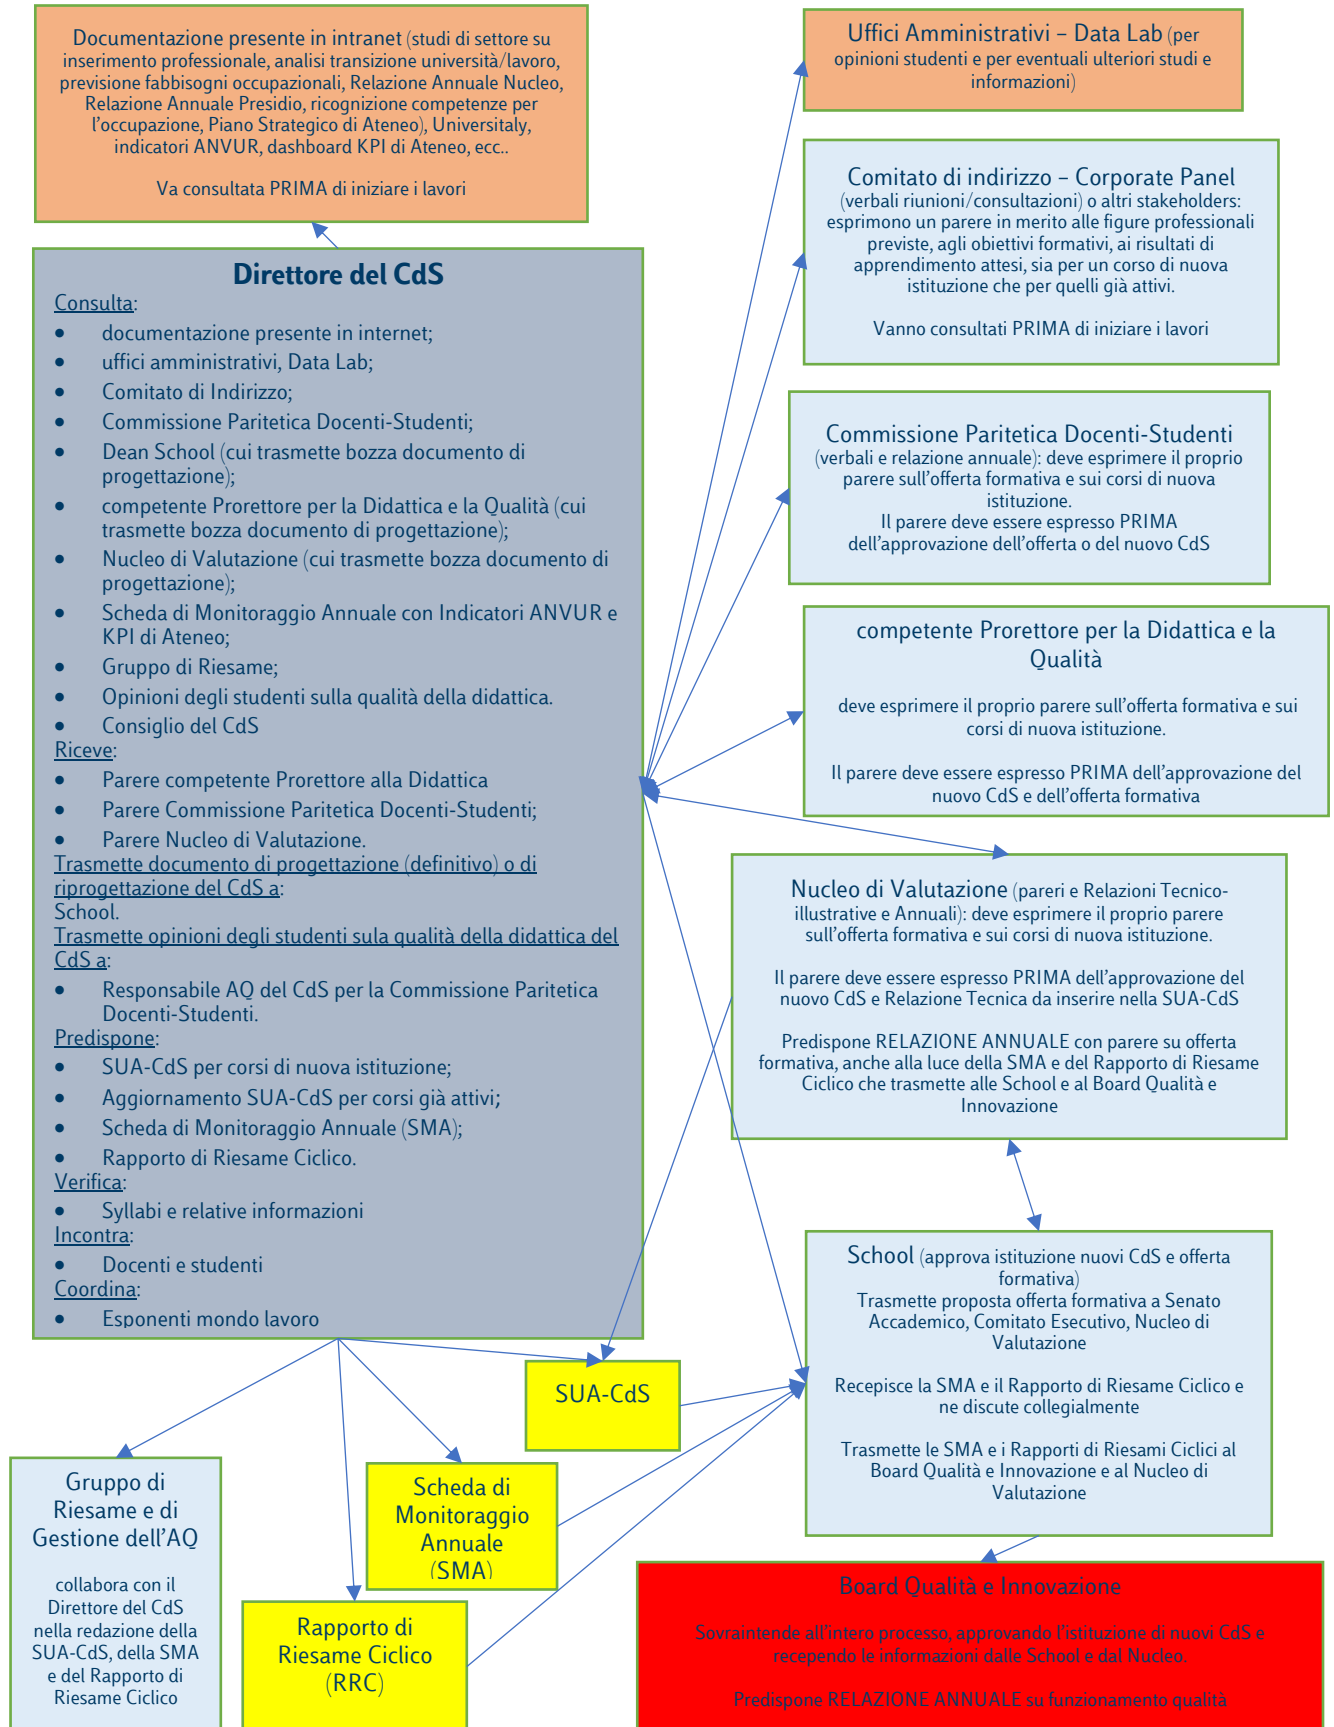 Documentazione presente in intranet (studi di settore su
inserimento professionale, analisi transizione università/lavoro,
previsione fabbisogni occupazionali, Relazione Annuale Nucleo,
Relazione Annuale Presidio, ricognizione competenze per
l'occupazione, Piano Strategico di Ateneo), Universitaly,
indicatori ANVUR, dashboard KPI di Ateneo, ecc..
Va consultata PRIMA di iniziare i lavori
Direttore del CdS
Consulta:
• documentazione presente in internet;
• uffici amministrativi, Data Lab;
• Comitato di Indirizzo;
• Commissione Paritetica Docenti-Studenti;
• Dean School (cui trasmette bozza documento di
progettazione);
• competente Prorettore per la Didattica e la Qualità (cui
trasmette bozza documento di progettazione);
• Nucleo di Valutazione (cui trasmette bozza documento di
progettazione);
• Scheda di Monitoraggio Annuale con Indicatori ANVUR e
KPI di Ateneo;
• Gruppo di Riesame;
• Opinioni degli studenti sulla qualità della didattica.
• Consiglio del CdS
Riceve:
• Parere competente Prorettore alla Didattica
• Parere Commissione Paritetica Docenti-Studenti;
• Parere Nucleo di Valutazione.
Trasmette documento di progettazione (definitivo) o di
riprogettazione del CdS a:
School.
Trasmette opinioni degli studenti sula qualità della didattica del
CdS a:
• Responsabile AQ del CdS per la Commissione Paritetica
Docenti-Studenti.
Predispone:
• SUA-CdS per corsi di nuova istituzione;
• Aggiornamento SUA-CdS per corsi già attivi;
• Scheda di Monitoraggio Annuale (SMA);
• Rapporto di Riesame Ciclico.
Verifica:
• Syllabi e relative informazioni
Incontra:
• Docenti e studenti
Coordina:
• Esponenti mondo lavoro
Uffici Amministrativi – Data Lab (per
opinioni studenti e per eventuali ulteriori studi e
informazioni)
Comitato di indirizzo – Corporate Panel
(verbali riunioni/consultazioni) o altri stakeholders:
esprimono un parere in merito alle figure professionali
previste, agli obiettivi formativi, ai risultati di
apprendimento attesi, sia per un corso di nuova
istituzione che per quelli già attivi.
Vanno consultati PRIMA di iniziare i lavori
Commissione Paritetica Docenti-Studenti
(verbali e relazione annuale): deve esprimere il proprio
parere sull'offerta formativa e sui corsi di nuova
istituzione.
Il parere deve essere espresso PRIMA
dell'approvazione dell'offerta o del nuovo CdS
competente Prorettore per la Didattica e la
Qualità
deve esprimere il proprio parere sull'offerta formativa e sui
corsi di nuova istituzione.
Il parere deve essere espresso PRIMA dell'approvazione del
nuovo CdS e dell'offerta formativa
Nucleo di Valutazione (pareri e Relazioni Tecnico-
illustrative e Annuali): deve esprimere il proprio parere
sull'offerta formativa e sui corsi di nuova istituzione.
Il parere deve essere espresso PRIMA dell'approvazione del
nuovo CdS e Relazione Tecnica da inserire nella SUA-CdS
Predispone RELAZIONE ANNUALE con parere su offerta
formativa, anche alla luce della SMA e del Rapporto di Riesame
Ciclico che trasmette alle School e al Board Qualità e
Innovazione
School (approva istituzione nuovi CdS e offerta
formativa)
Trasmette proposta offerta formativa a Senato
Accademico, Comitato Esecutivo, Nucleo di
Valutazione
Recepisce la SMA e il Rapporto di Riesame Ciclico e
ne discute collegialmente
Trasmette le SMA e i Rapporti di Riesami Ciclici al
Board Qualità e Innovazione e al Nucleo di
Valutazione
SUA-CdS
Scheda di
Monitoraggio
Annuale
(SMA)
Gruppo di
Riesame e di
Gestione dell'AQ
collabora con il
Direttore del CdS
nella redazione della
SUA-CdS, della SMA
e del Rapporto di
Riesame Ciclico
Rapporto di
Riesame Ciclico
(RRC)
Board Qualità e Innovazione
Sovraintende all'intero processo, approvando l'istituzione di nuovi CdS e
recependo le informazioni dalle School e dal Nucleo.
Predispone RELAZIONE ANNUALE su funzionamento qualità